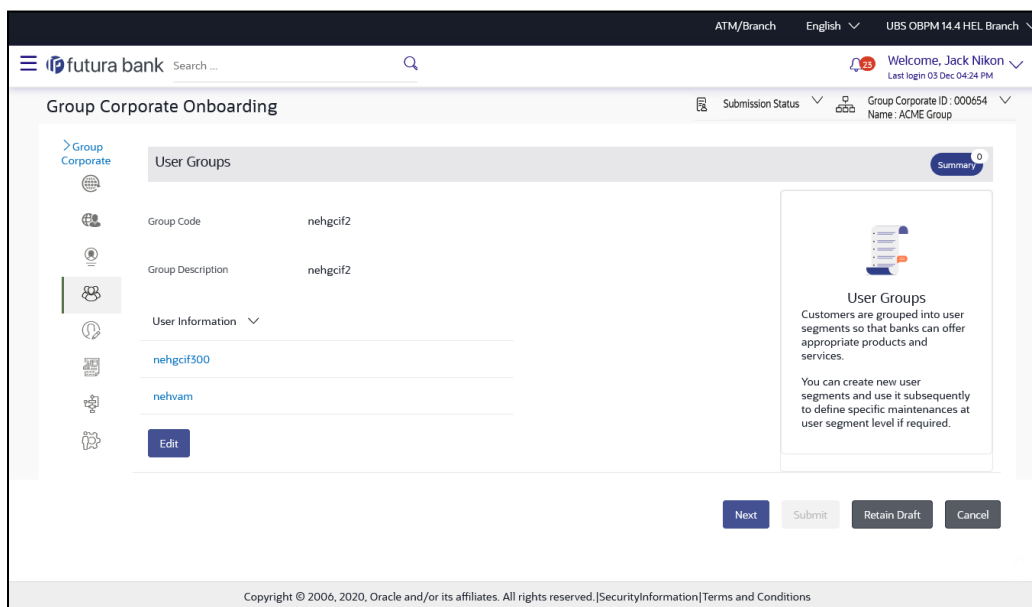 ATM/Branch English UBS OBPM 14.4 HEL Branch
futura bank Search ... 23 Welcome, Jack Nikon
Last login 03 Dec 04:24 PM
Group Corporate Onboarding Submission Status Group Corporate ID : 000654
Name : ACME Group
Group
Corporate
User Groups
Summary 0
Group Code nehgcif2
Group Description nehgcif2
User Information
nehgcif300
nehvam
Edit
User Groups
Customers are grouped into user
segments so that banks can offer
appropriate products and
services.
You can create new user
segments and use it subsequently
to define specific maintenances at
user segment level if required.
Next Submit Retain Draft Cancel
Copyright © 2006, 2020, Oracle and/or its affiliates. All rights reserved.|SecurityInformation|Terms and Conditions